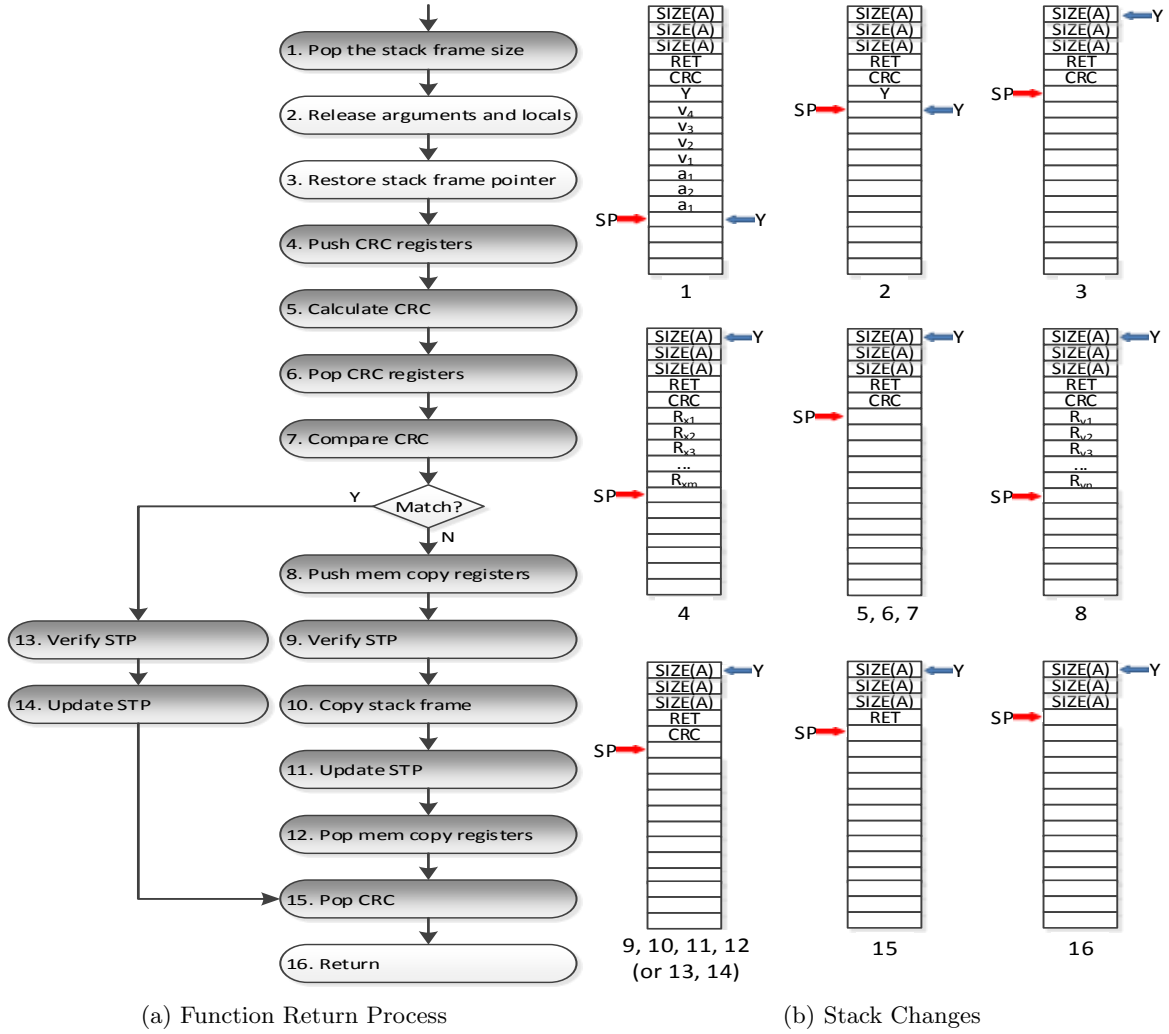 1. Pop the stack frame size
2. Release arguments and locals
3. Restore stack frame pointer
4. Push CRC registers
5. Calculate CRC
6. Pop CRC registers
7. Compare CRC
Match?
Y
N
8. Push mem copy registers
13. Verify STP
9. Verify STP
14. Update STP
10. Copy stack frame
11. Update STP
12. Pop mem copy registers
15. Pop CRC
16. Return
(a) Function Return Process
SIZE(A)
SIZE(A)
SIZE(A)
RET
CRC
Y
v4
v3
v2
v1
a1
a2
a1
SP
Y
1
SIZE(A)
SIZE(A)
SIZE(A)
RET
CRC
Y
SP
Y
2
SIZE(A)
Y
SIZE(A)
SIZE(A)
RET
CRC
SP
3
SIZE(A)
Y
SIZE(A)
SIZE(A)
RET
CRC
Rx1
Rx2
Rx3
...
Rxm
SP
4
SIZE(A)
Y
SIZE(A)
SIZE(A)
RET
CRC
SP
5, 6, 7
SIZE(A)
Y
SIZE(A)
SIZE(A)
RET
CRC
Ry1
Ry2
Ry3
...
Ryn
SP
8
SIZE(A)
Y
SIZE(A)
SIZE(A)
RET
CRC
SP
9, 10, 11, 12
(or 13, 14)
SIZE(A)
Y
SIZE(A)
SIZE(A)
RET
SP
15
SIZE(A)
Y
SIZE(A)
SIZE(A)
SP
16
(b) Stack Changes